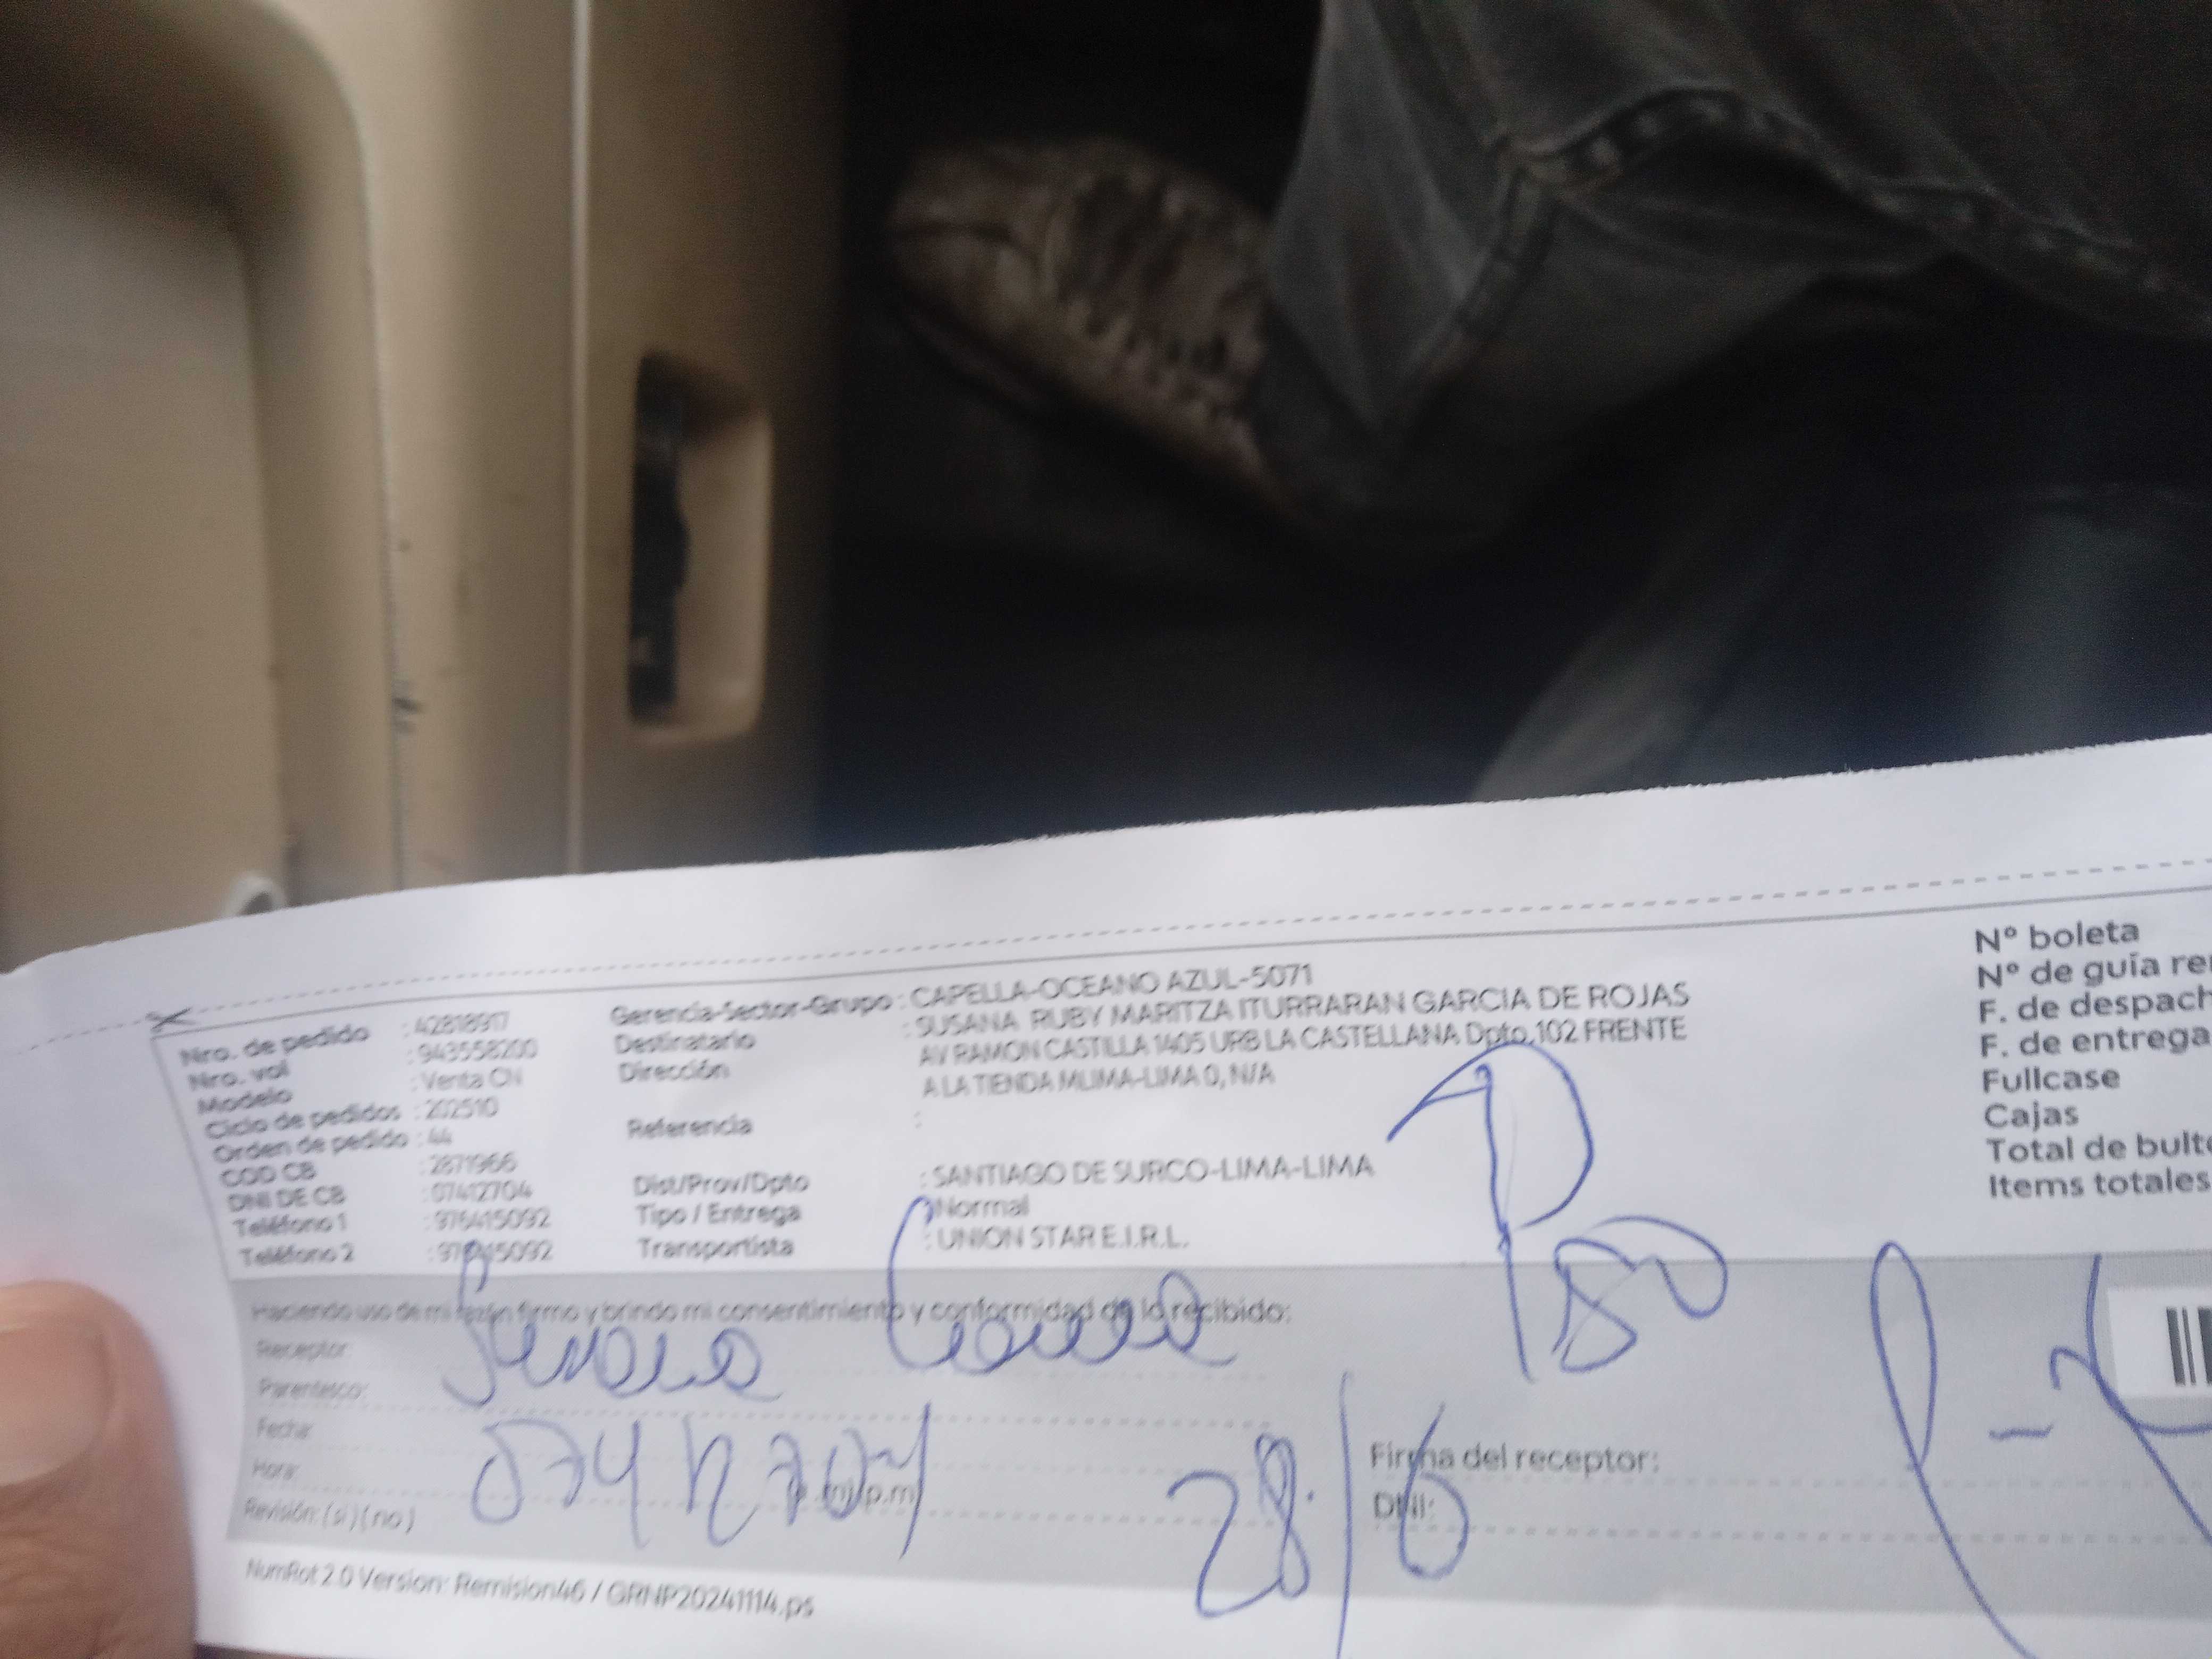 Nro. de pedido : 42818917
Nro. vol : 943558200
Modelo : Venta CN
Ciclo de pedidos : 202510
Orden de pedido : 44
COD CB : 2871966
DNI DE CB : 07412704
Teléfono 1 : 976415092
Teléfono 2 : 976415092
Gerencia-Sector-Grupo : CAPELLA-OCEANO AZUL-5071
Destinatario : SUSANA RUBY MARITZA ITURRARAN GARCIA DE ROJAS
Dirección AV RAMON CASTILLA 1405 URB LA CASTELLANA Dpto.102 FRENTE
A LA TIENDA MLIMA-LIMA 0, N/A
Referencia :
Dist/Prov/Dpto : SANTIAGO DE SURCO-LIMA-LIMA
Tipo / Entrega : Normal
Transportista : UNION STAR E.I.R.L.
Nº boleta
Nº de guía
F. de
F. de entrega
Fullcase
Cajas
Total de
Items totales
Haciendo uso de mi razón firmo y brindo mi consentimiento y conformidad de lo recibido:
Receptor:
Parentesco:
Fecha:
Hora: p.m
Revisión: (si) (no)
07412704
28/6
Firma del receptor:
DNI:
NumRot 2.0 Version: Remision46 / GRNP20241114.ps